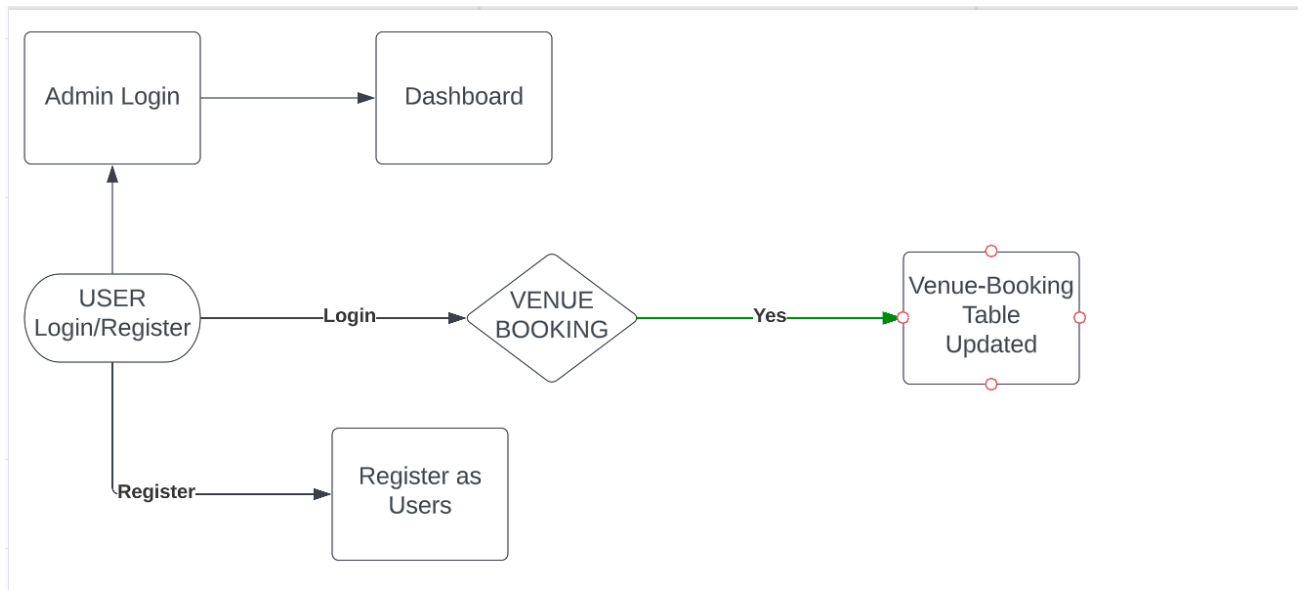 Admin Login
Dashboard
USER
Login/Register
Login
VENUE
BOOKING
Yes
Venue-Booking
Table
Updated
Register
Register as
Users